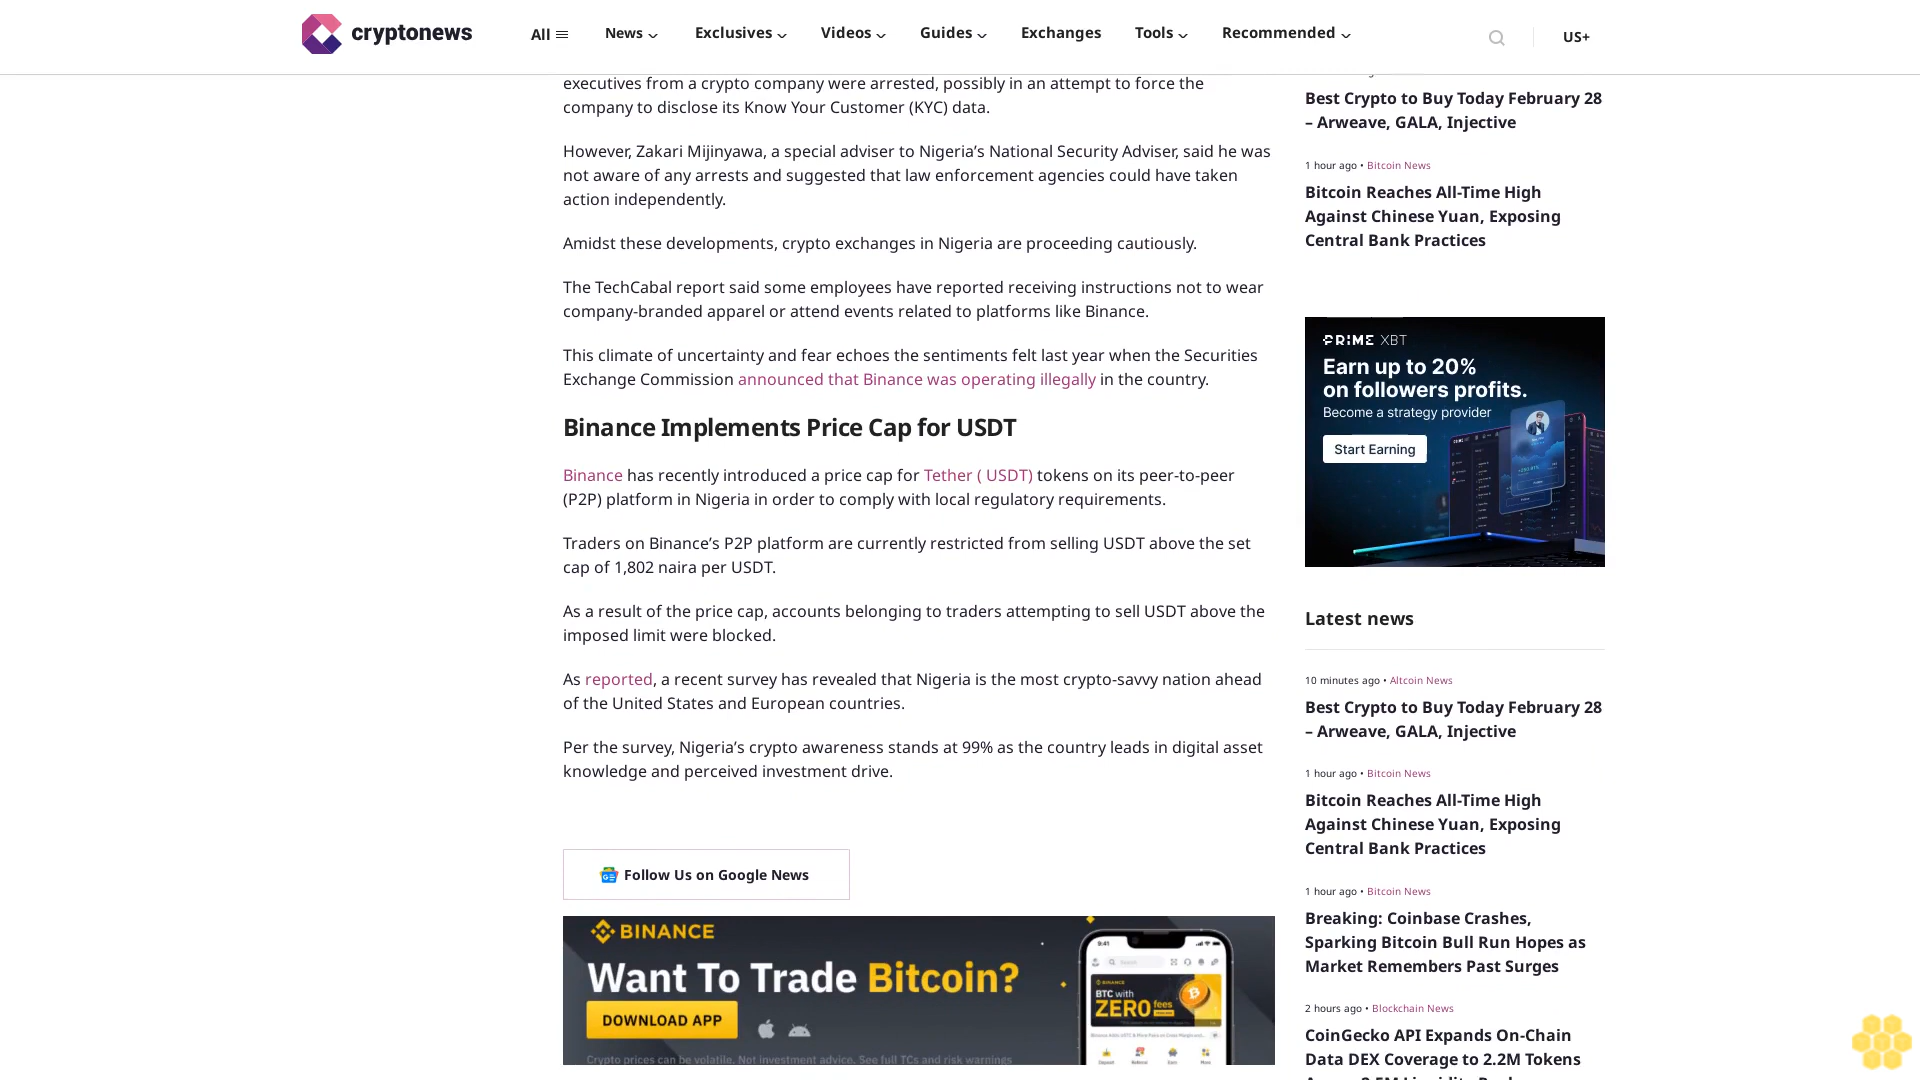 cryptonews
All
News
Exclusives
Videos
Guides
Exchanges
Tools
Recommended
US+
executives from a crypto company were arrested, possibly in an attempt to force the
company to disclose its Know Your Customer (KYC) data.
However, Zakari Mijinyawa, a special adviser to Nigeria’s National Security Adviser, said he was
not aware of any arrests and suggested that law enforcement agencies could have taken
action independently.
Amidst these developments, crypto exchanges in Nigeria are proceeding cautiously.
The TechCabal report said some employees have reported receiving instructions not to wear
company-branded apparel or attend events related to platforms like Binance.
This climate of uncertainty and fear echoes the sentiments felt last year when the Securities
Exchange Commission announced that Binance was operating illegally in the country.
Binance Implements Price Cap for USDT
Binance has recently introduced a price cap for Tether ( USDT) tokens on its peer-to-peer
(P2P) platform in Nigeria in order to comply with local regulatory requirements.
Traders on Binance’s P2P platform are currently restricted from selling USDT above the set
cap of 1,802 naira per USDT.
As a result of the price cap, accounts belonging to traders attempting to sell USDT above the
imposed limit were blocked.
As reported, a recent survey has revealed that Nigeria is the most crypto-savvy nation ahead
of the United States and European countries.
Per the survey, Nigeria’s crypto awareness stands at 99% as the country leads in digital asset
knowledge and perceived investment drive.
Follow Us on Google News
BINANCE
Want To Trade Bitcoin?
DOWNLOAD APP
Crypto prices can be volatile. Not investment advice. See full TCs and risk warnings
9:41
Search
BINANCE
BTC with
ZERO fees
Best Crypto to Buy Today February 28
– Arweave, GALA, Injective
1 hour ago • Bitcoin News
Bitcoin Reaches All-Time High
Against Chinese Yuan, Exposing
Central Bank Practices
PRIME XBT
Earn up to 20%
on followers profits.
Become a strategy provider
Start Earning
Latest news
10 minutes ago • Altcoin News
Best Crypto to Buy Today February 28
– Arweave, GALA, Injective
1 hour ago • Bitcoin News
Bitcoin Reaches All-Time High
Against Chinese Yuan, Exposing
Central Bank Practices
1 hour ago • Bitcoin News
Breaking: Coinbase Crashes,
Sparking Bitcoin Bull Run Hopes as
Market Remembers Past Surges
2 hours ago • Blockchain News
CoinGecko API Expands On-Chain
Data DEX Coverage to 2.2M Tokens